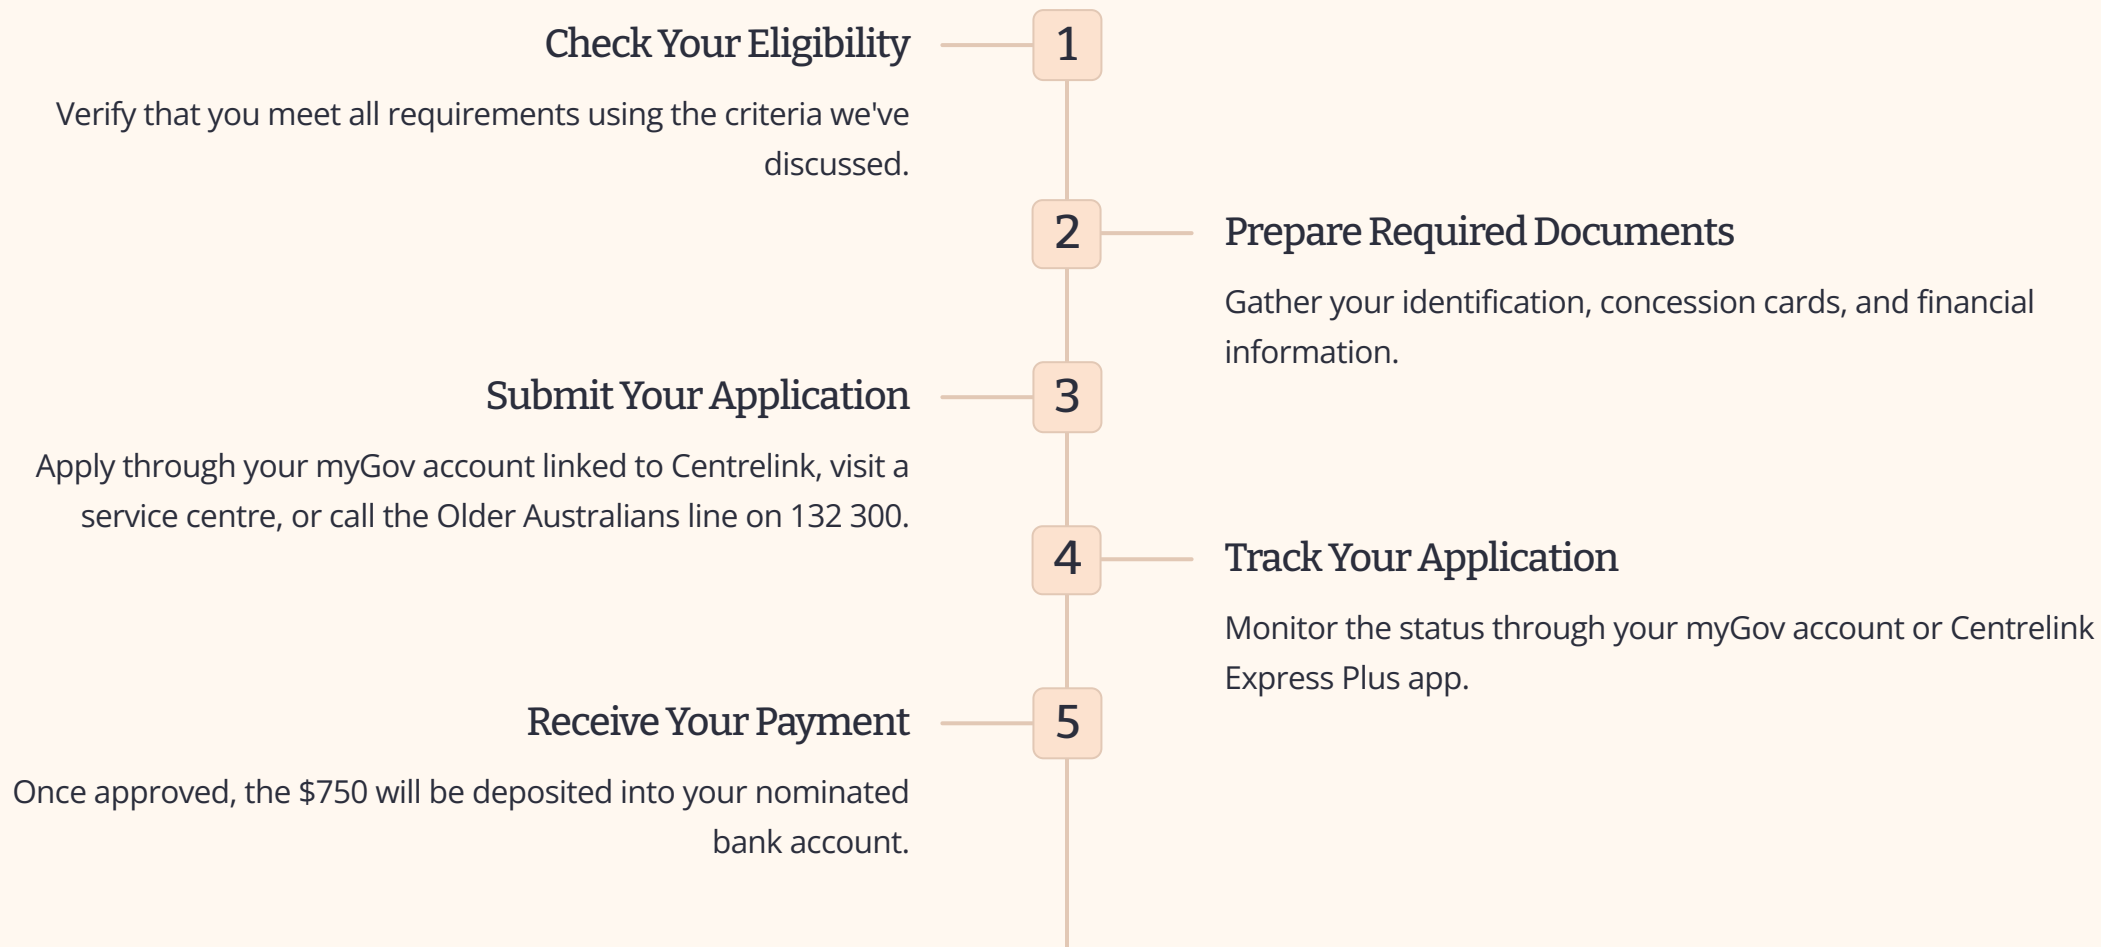 Check Your Eligibility
1
Verify that you meet all requirements using the criteria we've
discussed.
2
Prepare Required Documents
Gather your identification, concession cards, and financial
information.
Submit Your Application
3
Apply through your myGov account linked to Centrelink, visit a
service centre, or call the Older Australians line on 132 300.
4
Track Your Application
Monitor the status through your myGov account or Centrelink
Express Plus app.
Receive Your Payment
5
Once approved, the $750 will be deposited into your nominated
bank account.